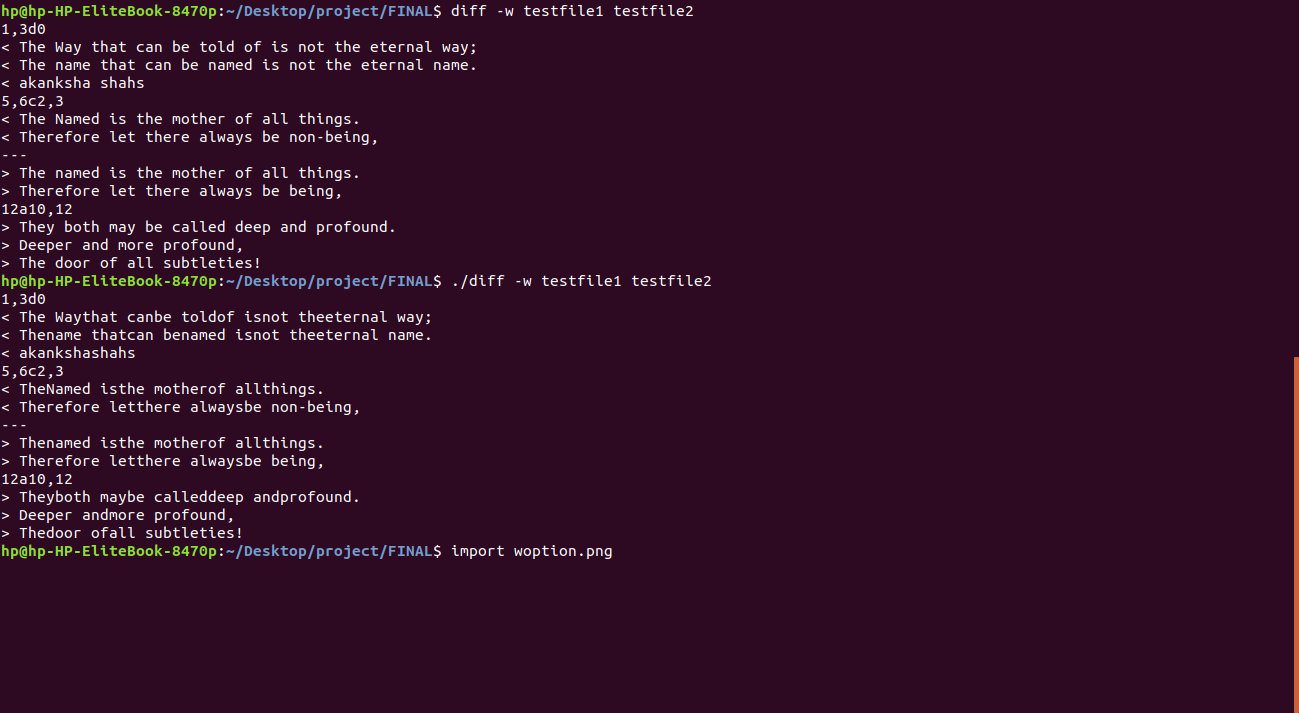 hp@hp-HP-EliteBook-8470p:~/Desktop/project/FINAL$ diff -w testfile1 testfile2
1,3d0
< The Way that can be told of is not the eternal way;
< The name that can be named is not the eternal name.
< akanksha shahs
5,6c2,3
< The Named is the mother of all things.
< Therefore let there always be non-being,
---
> The named is the mother of all things.
> Therefore let there always be being,
12a10,12
> They both may be called deep and profound.
> Deeper and more profound,
> The door of all subtleties!
hp@hp-HP-EliteBook-8470p:~/Desktop/project/FINAL$ ./diff -w testfile1 testfile2
1,3d0
< The Waythat canbe toldof isnot theeternal way;
< Thename thatcan benamed isnot theeternal name.
< akankshashahs
5,6c2,3
< TheNamed isthe motherof allthings.
< Therefore letthere alwaysbe non-being,
---
> Thenamed isthe motherof allthings.
> Therefore letthere alwaysbe being,
12a10,12
> Theyboth maybe calleddeep andprofound.
> Deeper andmore profound,
> Thedoor ofall subtleties!
hp@hp-HP-EliteBook-8470p:~/Desktop/project/FINAL$ import woption.png